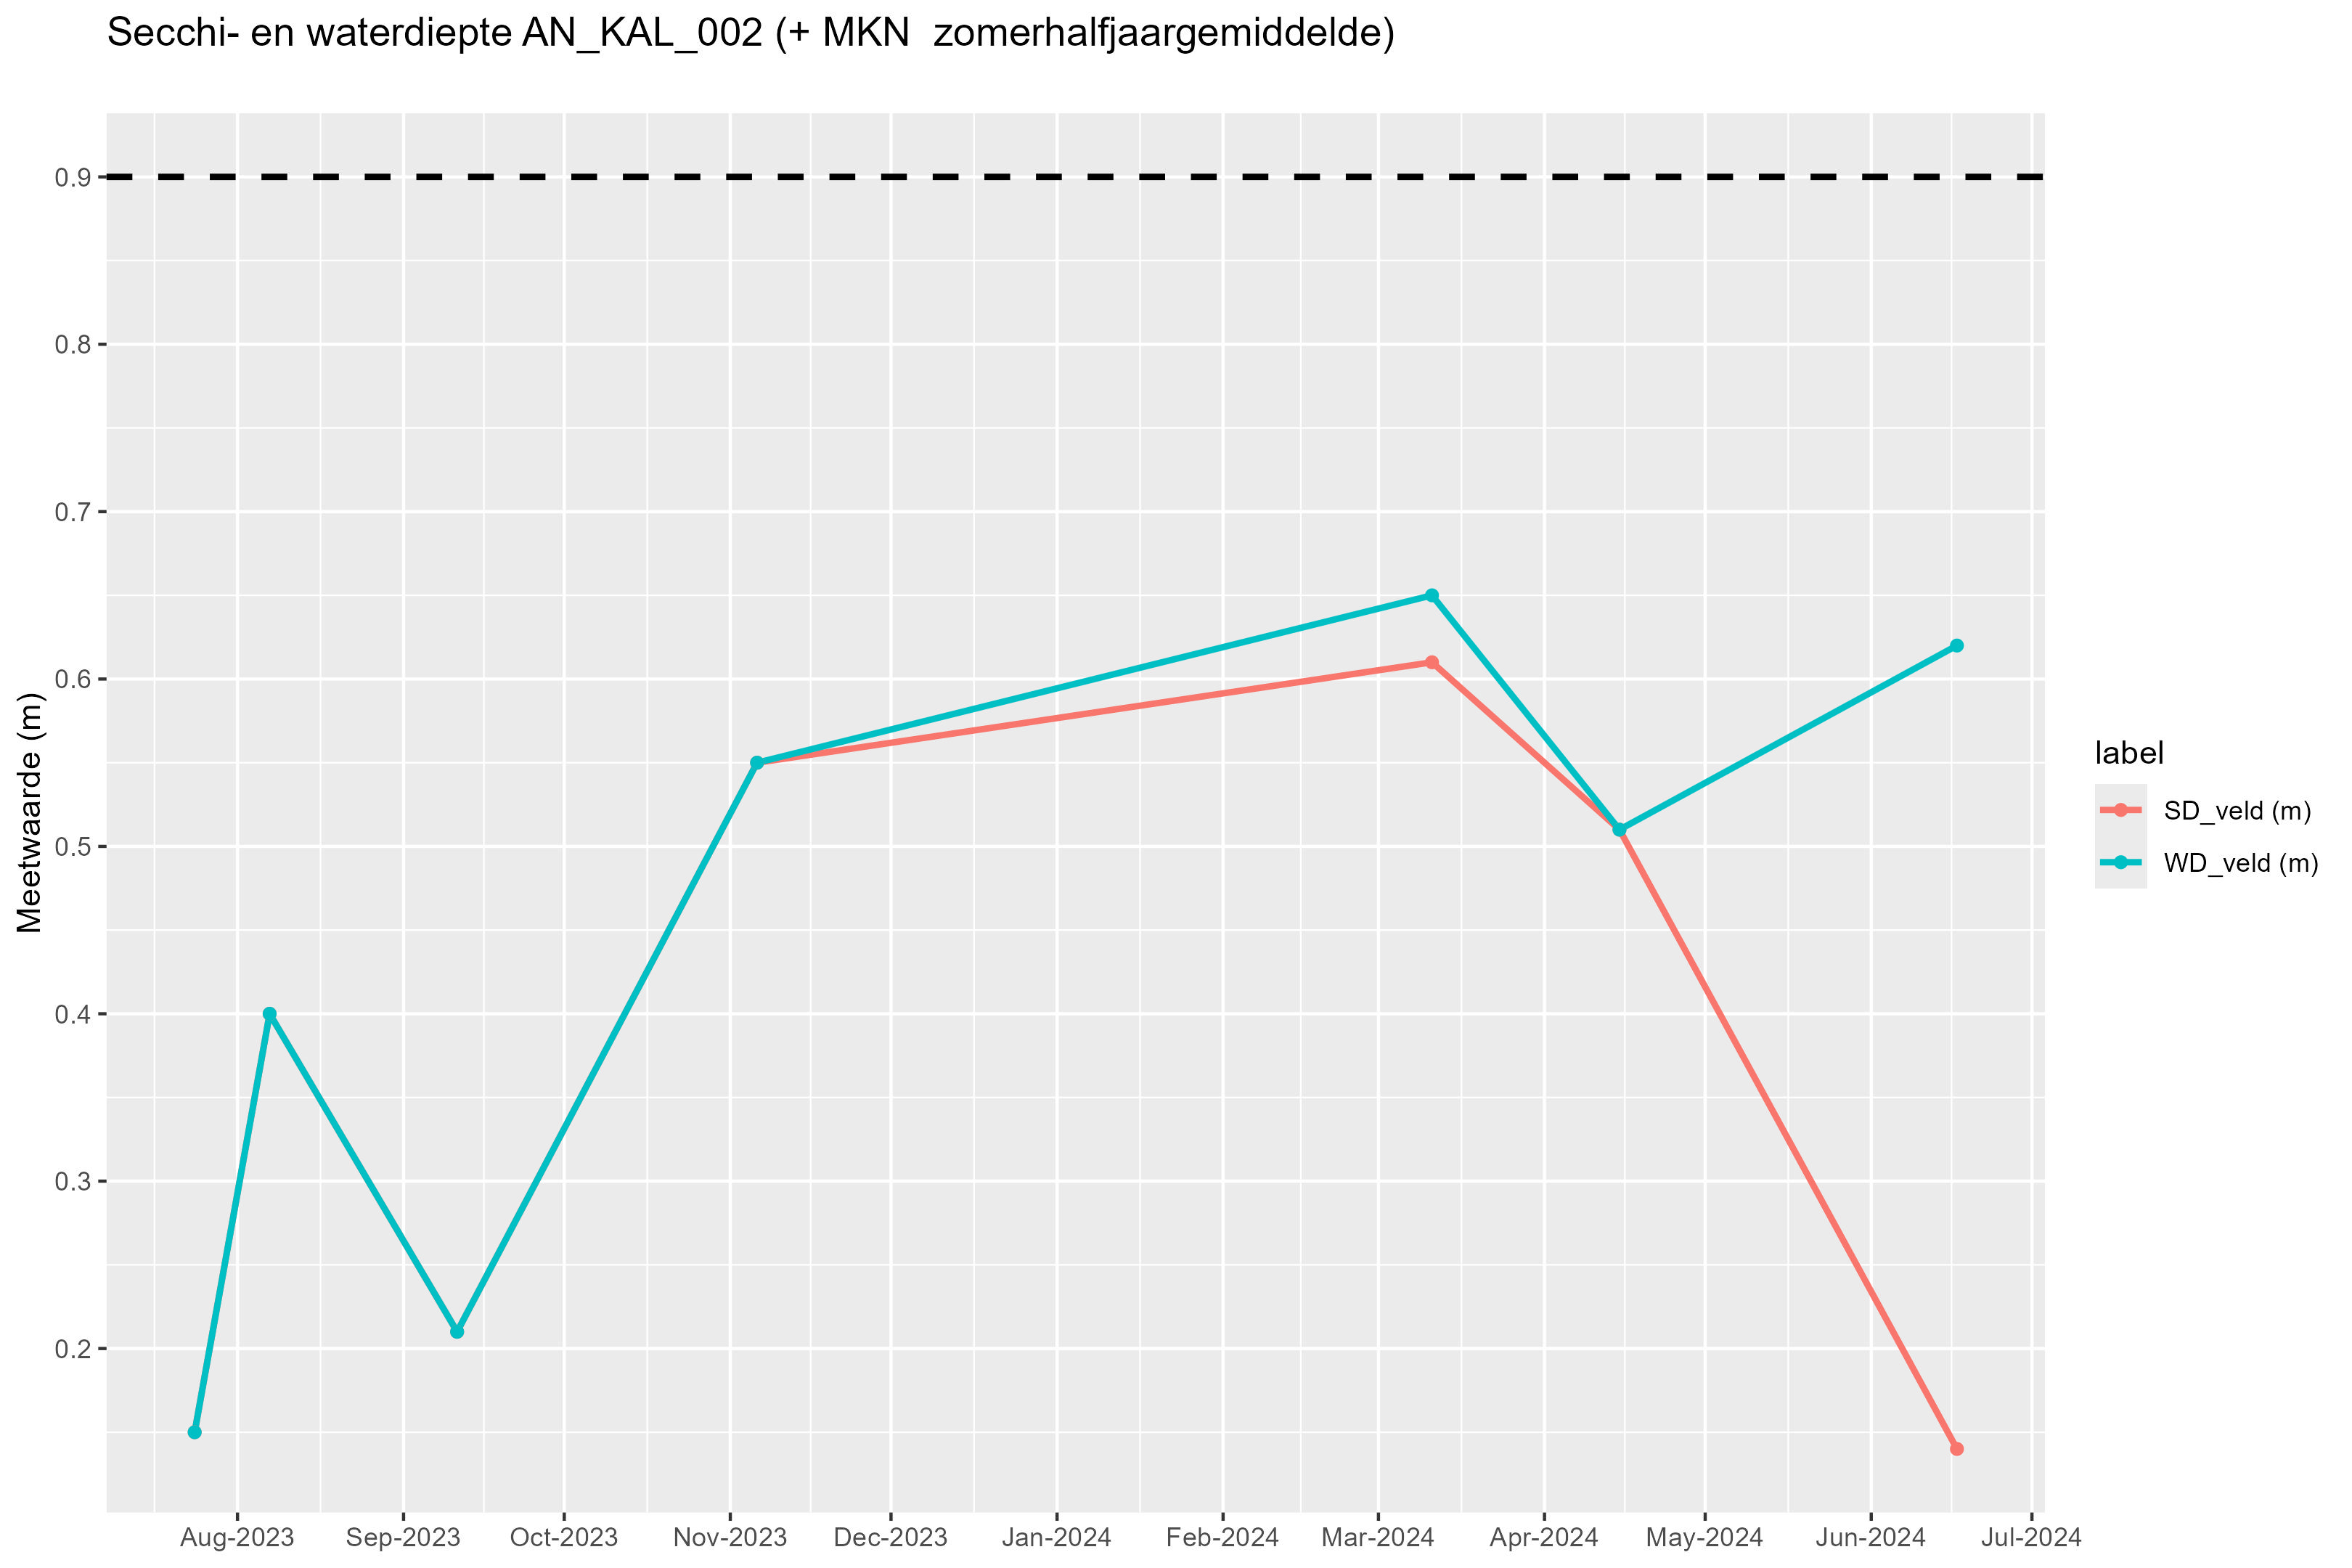 Secchi- en waterdiepte AN_KAL_002 (+ MKN  zomerhalfjaargemiddelde)
Meetwaarde (m)
0.9
0.8
0.7
0.6
0.5
0.4
0.3
0.2
Aug-2023
Sep-2023
Oct-2023
Nov-2023
Dec-2023
Jan-2024
Feb-2024
Mar-2024
Apr-2024
May-2024
Jun-2024
Jul-2024
label
SD_veld (m)
WD_veld (m)